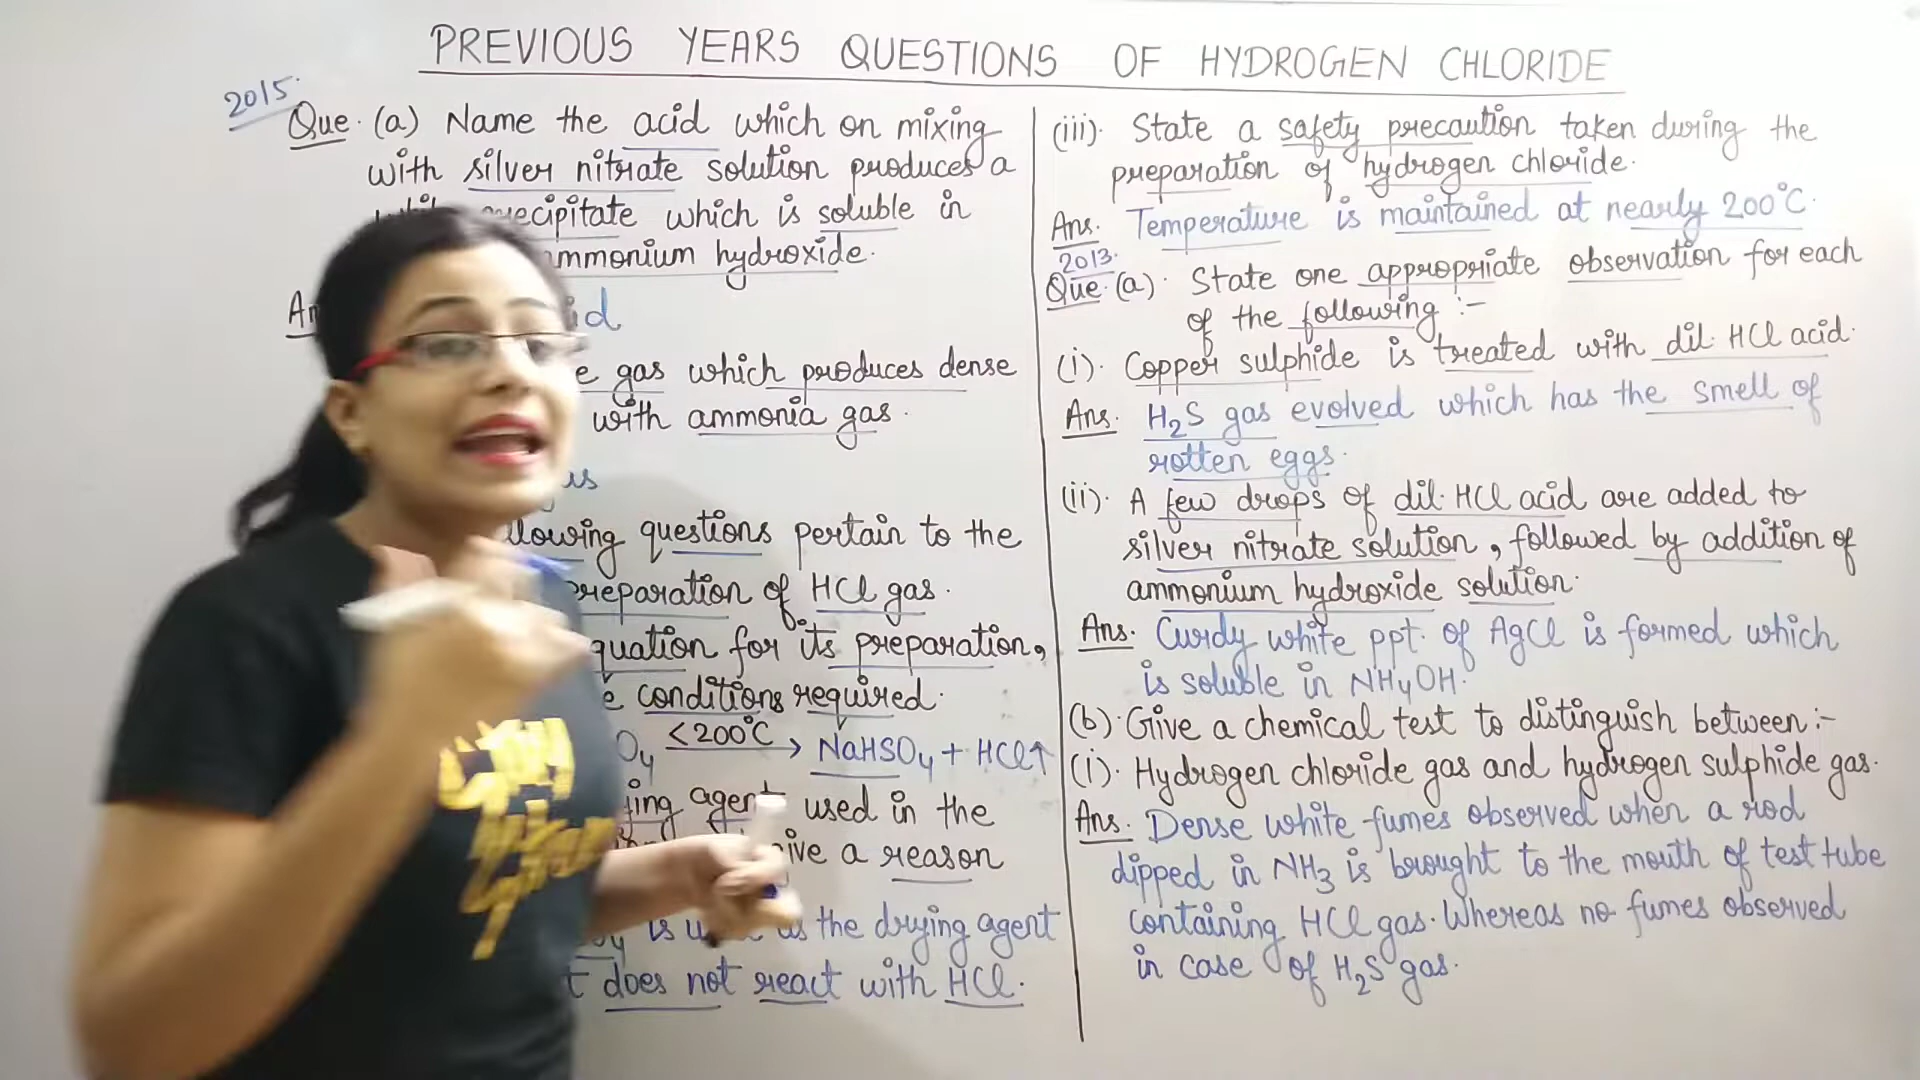 PREVIOUS YEARS QUESTIONS OF HYDROGEN CHLORIDE
2015.
Que. (a) Name the acid which on mixing
with silver nitrate solution produces a
precipitate which is soluble in
mmonium hydroxide.
id
e gas which produces dense
with ammonia gas.
llowing questions pertain to the
reparation of HCl gas.
quation for its preparation,
e conditions required.
O4 <200°C → NaHSO4 + HCl↑
ing agent used in the
ive a reason
is the drying agent
t does not react with HCl.
(iii). State a safety precaution taken during the
preparation of hydrogen chloride.
Ans. Temperature is maintained at nearly 200°C.
2013.
Que. (a). State one appropriate observation for each
of the following :-
(i). Copper sulphide is treated with dil. HCl acid.
Ans. H2S gas evolved which has the smell of
rotten eggs.
(ii). A few drops of dil. HCl acid are added to
silver nitrate solution, followed by addition of
ammonium hydroxide solution.
Ans. Curdy white ppt. of AgCl is formed which
is soluble in NH4OH.
(b). Give a chemical test to distinguish between:-
(i). Hydrogen chloride gas and hydrogen sulphide gas.
Ans. Dense white fumes observed when a rod
dipped in NH3 is brought to the mouth of test tube
containing HCl gas. Whereas no fumes observed
in case of H2S gas.